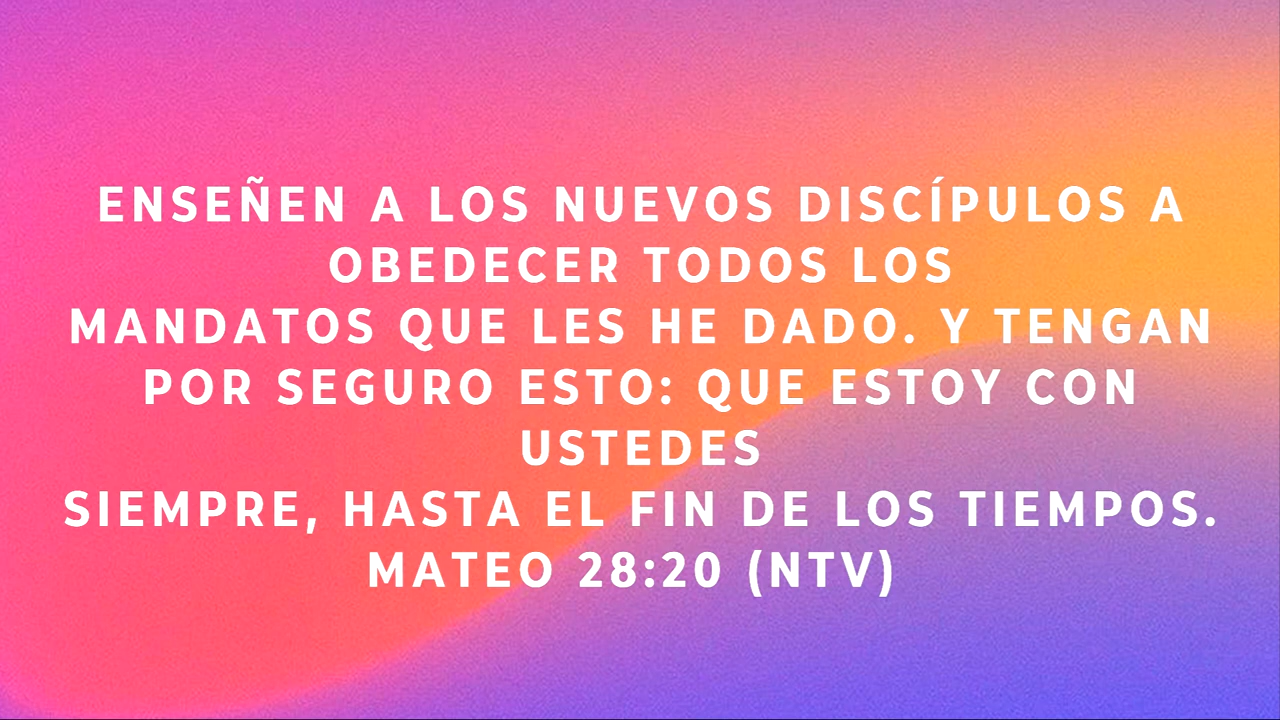 ENSEÑEN A LOS NUEVOS DISCÍPULOS A
OBEDECER TODOS LOS
MANDATOS QUE LES HE DADO. Y TENGAN
POR SEGURO ESTO: QUE ESTOY CON
USTEDES
SIEMPRE, HASTA EL FIN DE LOS TIEMPOS.
MATEO 28:20 (NTV)